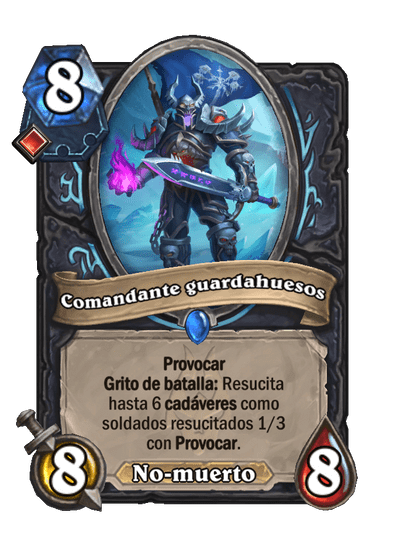 8
Comandante guardahuesos
Provocar
Grito de batalla: Resucita
hasta 6 cadáveres como
soldados resucitados 1/3
con Provocar.
8 No-muerto 8